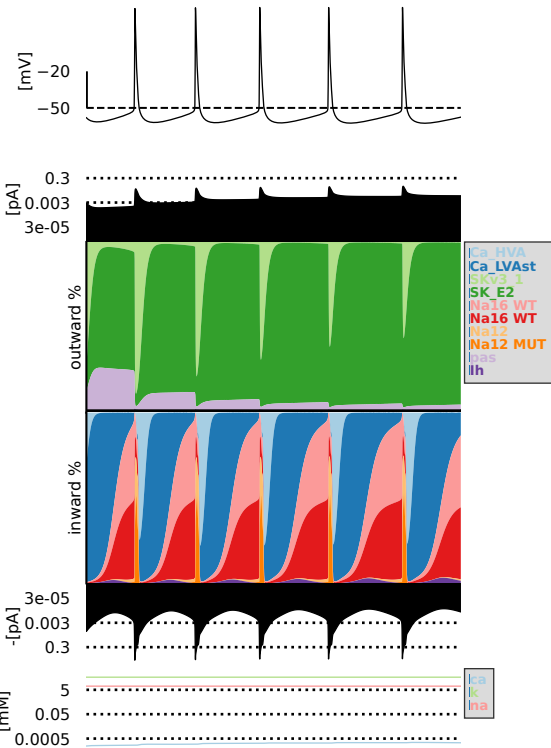 [mV]
−20
−50
[pA]
0.3
0.003
3e-05
outward %
Ca_HVA
Ca_LVAst
SKv3_1
SK_E2
Na16 WT
Na16 WT
Na12
Na12 MUT
pas
Ih
inward %
-[pA]
3e-05
0.003
0.3
[mM]
5
0.05
0.0005
ca
k
na